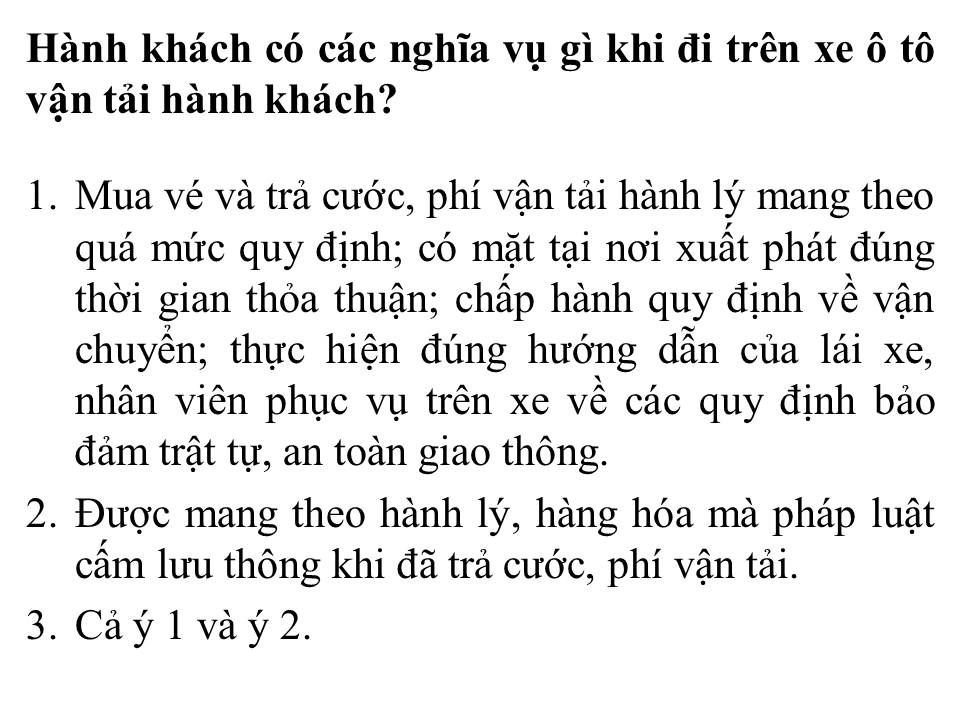 Hành khách có các nghĩa vụ gì khi đi trên xe ô tô
vận tải hành khách?
1. Mua vé và trả cước, phí vận tải hành lý mang theo
quá mức quy định; có mặt tại nơi xuất phát đúng
thời gian thỏa thuận; chấp hành quy định về vận
chuyển; thực hiện đúng hướng dẫn của lái xe,
nhân viên phục vụ trên xe về các quy định bảo
đảm trật tự, an toàn giao thông.
2. Được mang theo hành lý, hàng hóa mà pháp luật
cấm lưu thông khi đã trả cước, phí vận tải.
3. Cả ý 1 và ý 2.